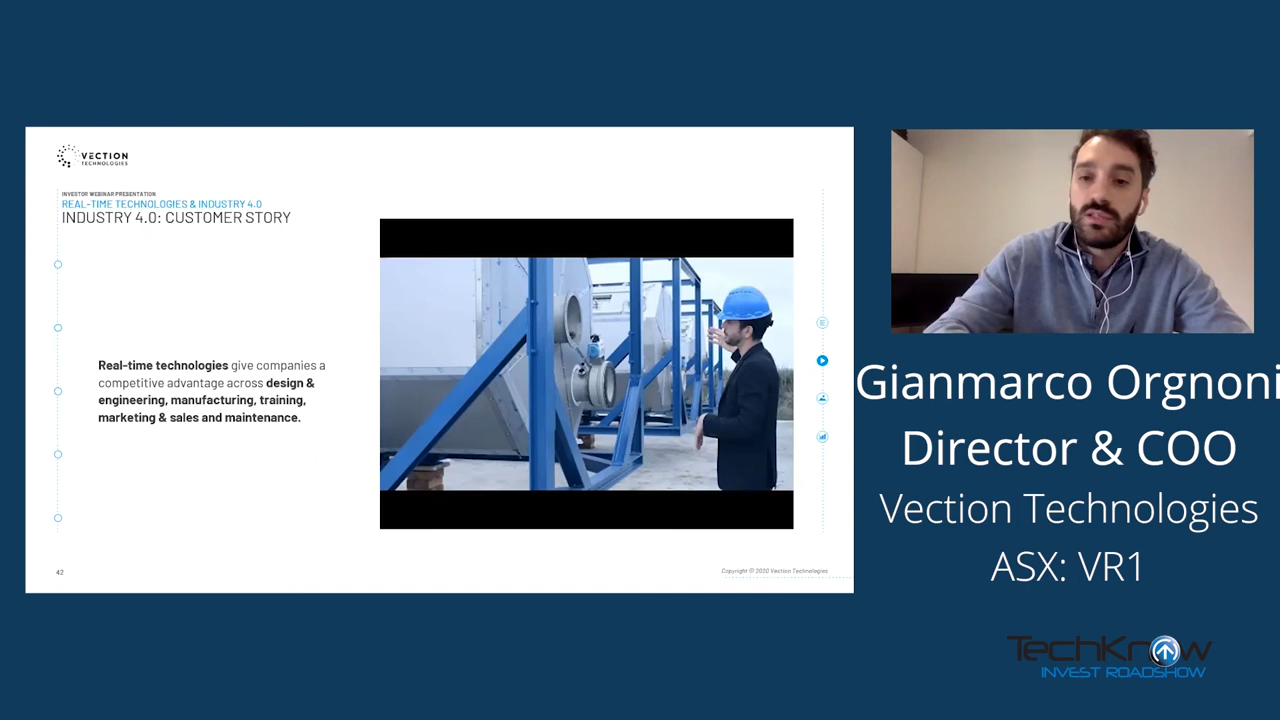 VECTION
TECHNOLOGIES
INVESTOR WEBINAR PRESENTATION
REAL-TIME TECHNOLOGIES & INDUSTRY 4.0
INDUSTRY 4.0: CUSTOMER STORY
Real-time technologies give companies a
competitive advantage across design &
engineering, manufacturing, training,
marketing & sales and maintenance.
42
Copyright © 2020 Vection Technologies
Gianmarco Orgnoni
Director & COO
Vection Technologies
ASX: VR1
TechKnow
INVEST ROADSHOW